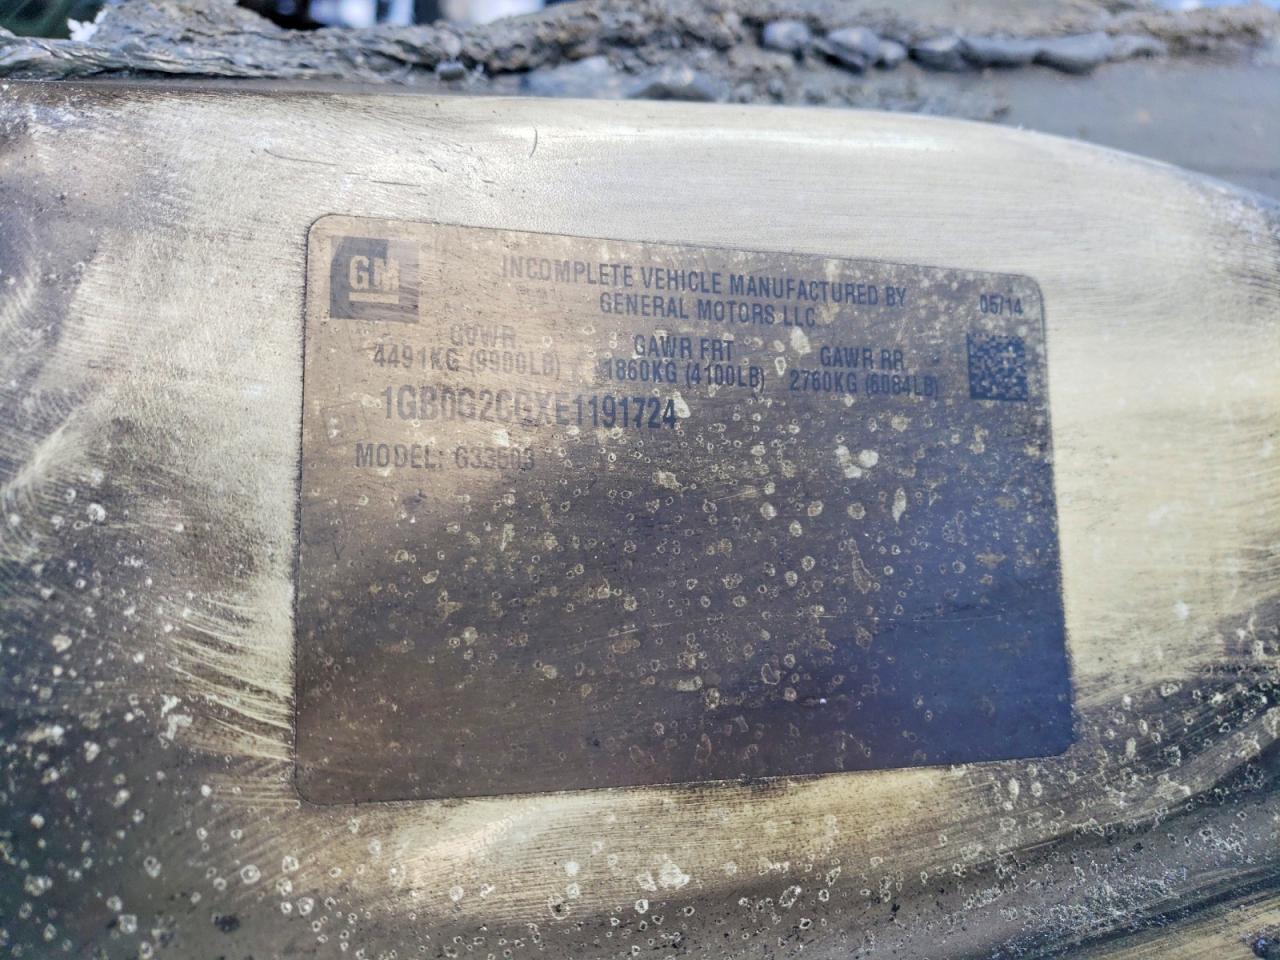 GM
INCOMPLETE VEHICLE MANUFACTURED BY
GENERAL MOTORS LLC
05/14
GVWR GAWR FRT GAWR RR
4491KG (9900LB) 1860KG (4100LB) 2760KG (6084LB)
1GB0G2CGXE1191724
MODEL: G33503